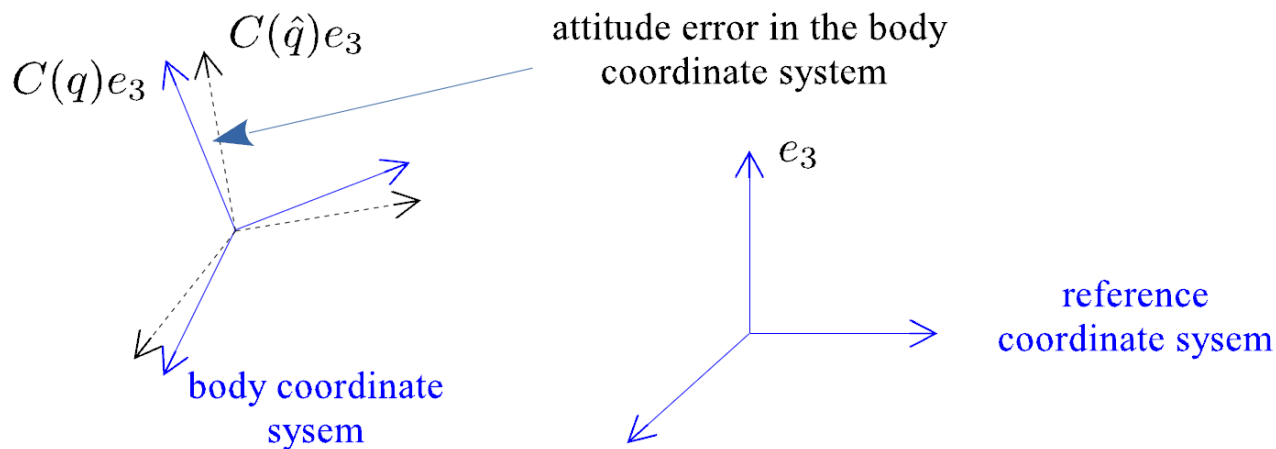 C(q̂)e₃
C(q)e₃
attitude error in the body
coordinate system
e₃
reference
coordinate sysem
body coordinate
sysem